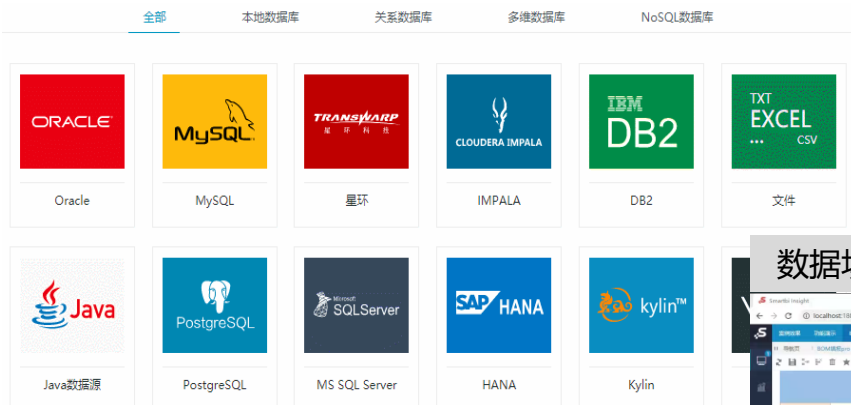 全部 本地数据库 关系数据库 多维数据库 NoSQL数据库
ORACLE
MySQL
TRANSWARP
星环科技
CLOUDERA IMPALA
IBM
DB2
TXT
EXCEL
... CSV
Oracle MySQL 星环 IMPALA DB2 文件
Java
PostgreSQL
Microsoft
SQLServer
SAP HANA
kylin™
数据
Smartbi Insight
localhost:18
Java数据源 PostgreSQL MS SQL Server HANA Kylin